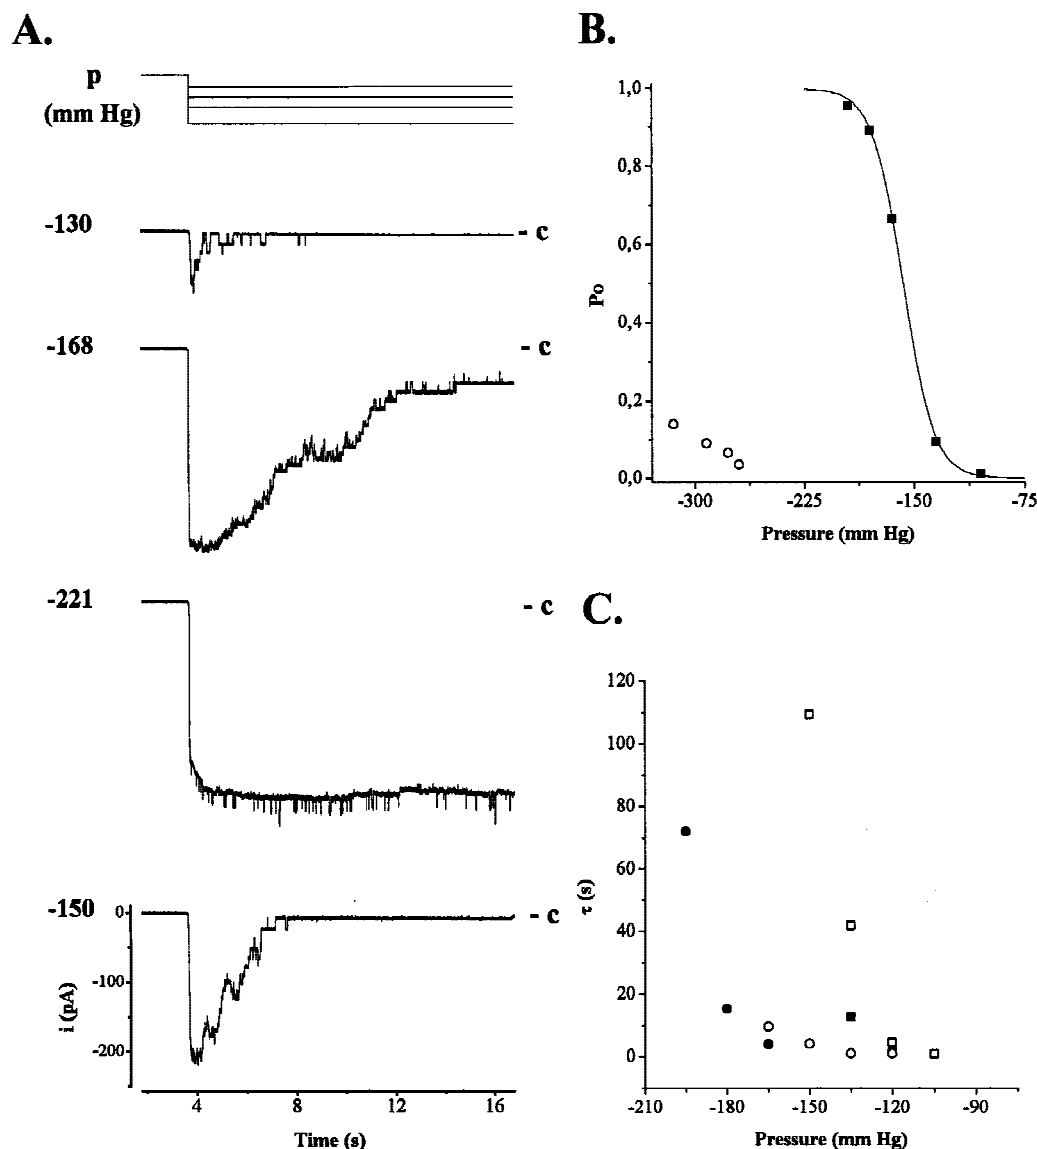 A.
p
(mm Hg)
-130
- c
-168
- c
-221
- c
-150
- c
0
-100
-200
i (pA)
4
8
12
16
Time (s)
B.
1,0
0,8
0,6
0,4
0,2
0,0
Po
-300
-225
-150
-75
Pressure (mm Hg)
C.
120
100
80
60
40
20
0
τ (s)
-210
-180
-150
-120
-90
Pressure (mm Hg)